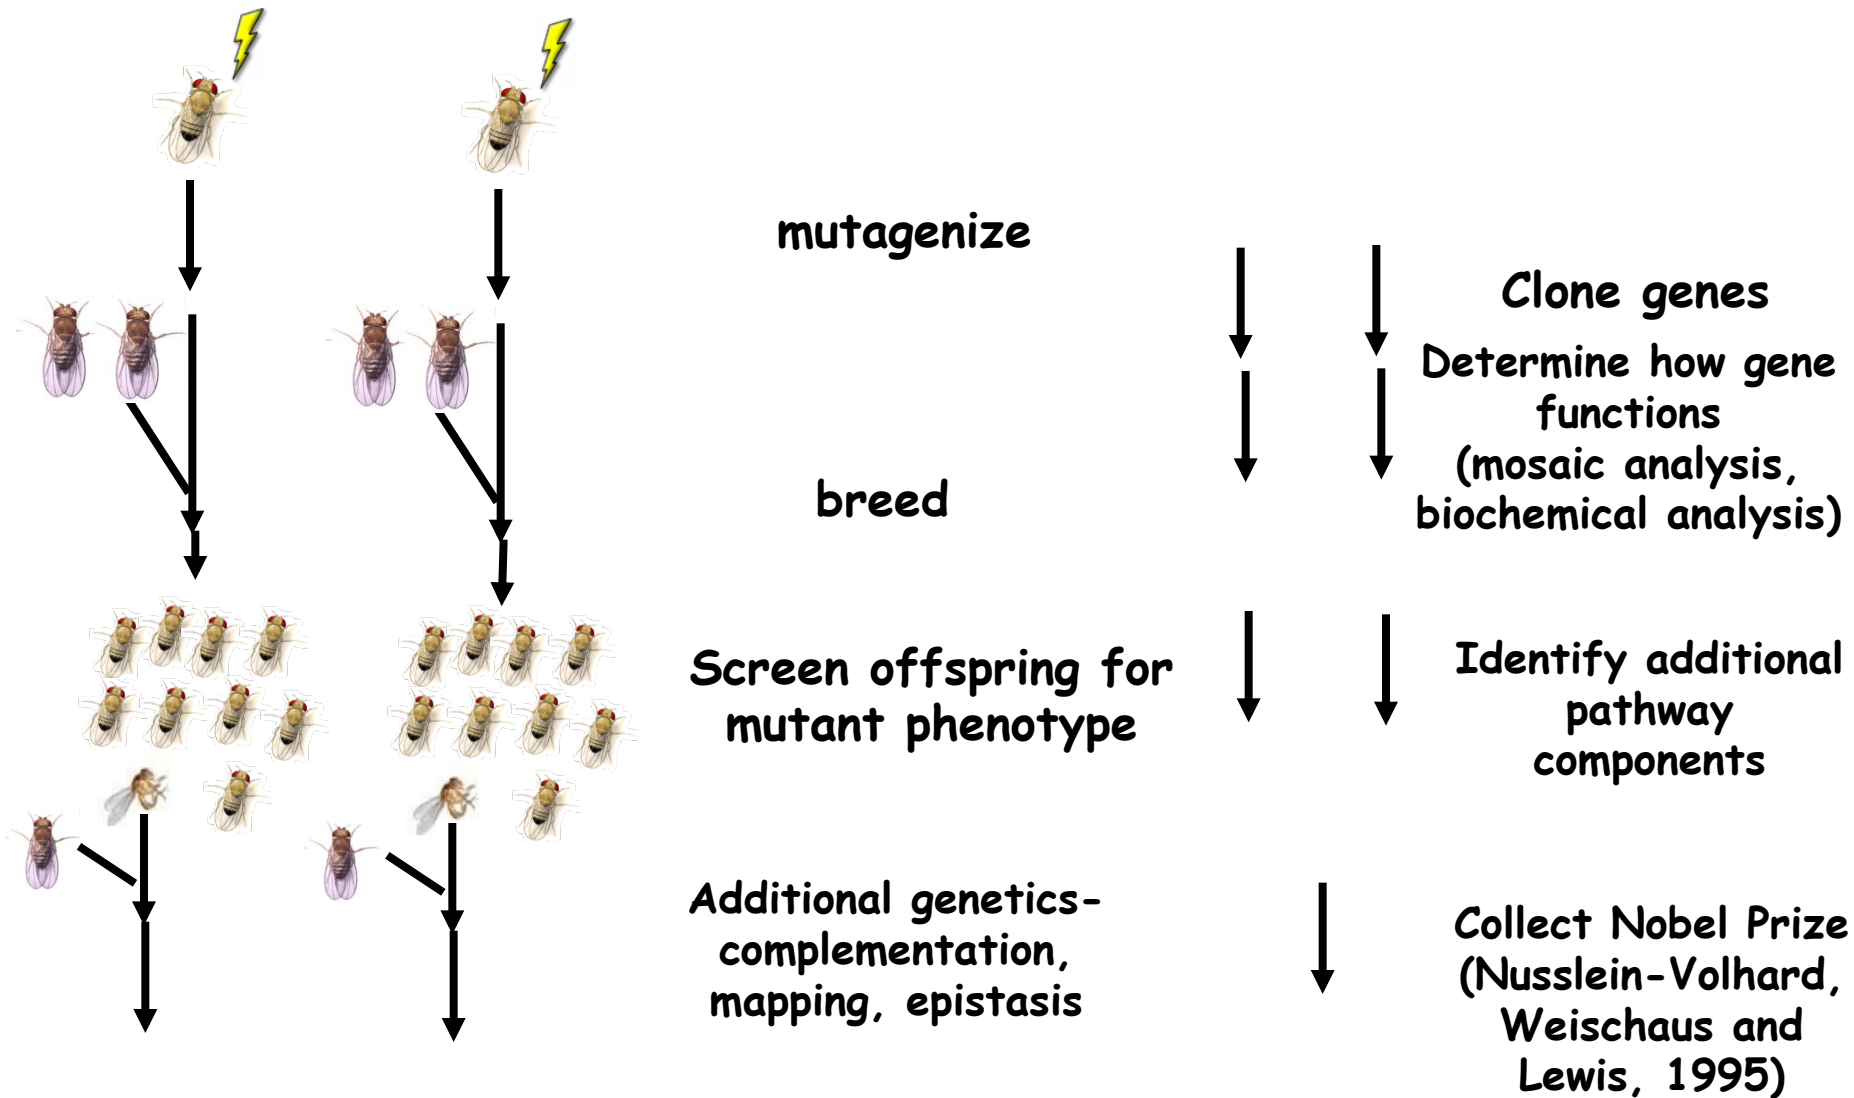 mutagenize
breed
Screen offspring for
mutant phenotype
Additional genetics-
complementation,
mapping, epistasis
Clone genes
Determine how gene
functions
(mosaic analysis,
biochemical analysis)
Identify additional
pathway
components
Collect Nobel Prize
(Nusslein-Volhard,
Weischaus and
Lewis, 1995)